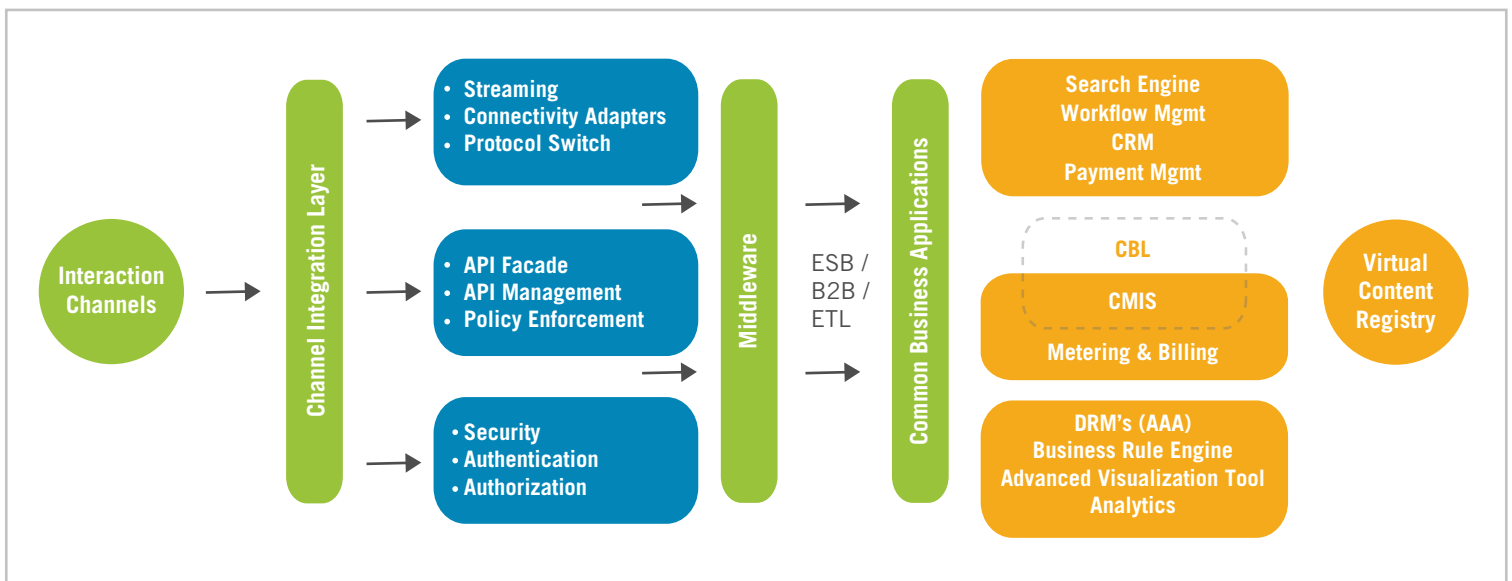 Interaction
Channels
Channel Integration Layer
• Streaming
• Connectivity Adapters
• Protocol Switch
• API Facade
• API Management
• Policy Enforcement
• Security
• Authentication
• Authorization
Middleware
ESB /
B2B /
ETL
Common Business Applications
Search Engine
Workflow Mgmt
CRM
Payment Mgmt
CBL
CMIS
Metering & Billing
DRM's (AAA)
Business Rule Engine
Advanced Visualization Tool
Analytics
Virtual
Content
Registry